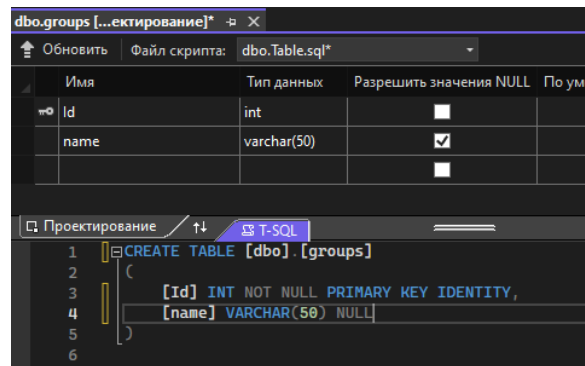 dbo.groups [...ектирование]*
Обновить Файл скрипта: dbo.Table.sql*
Имя Тип данных Разрешить значения NULL По ум
Id int
name varchar(50)
Проектирование T-SQL
1 CREATE TABLE [dbo].[groups]
2 (
3 [Id] INT NOT NULL PRIMARY KEY IDENTITY,
4 [name] VARCHAR(50) NULL
5 )
6